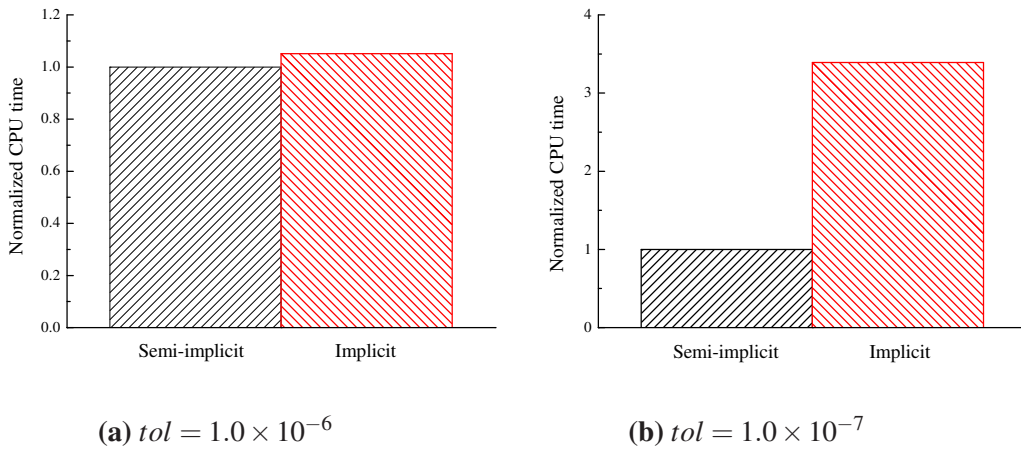 1.2
1.0
0.8
0.6
0.4
0.2
0.0
Normalized CPU time
Semi-implicit
Implicit
(a) tol = 1.0 × 10⁻⁶
4
3
2
1
0
Normalized CPU time
Semi-implicit
Implicit
(b) tol = 1.0 × 10⁻⁷